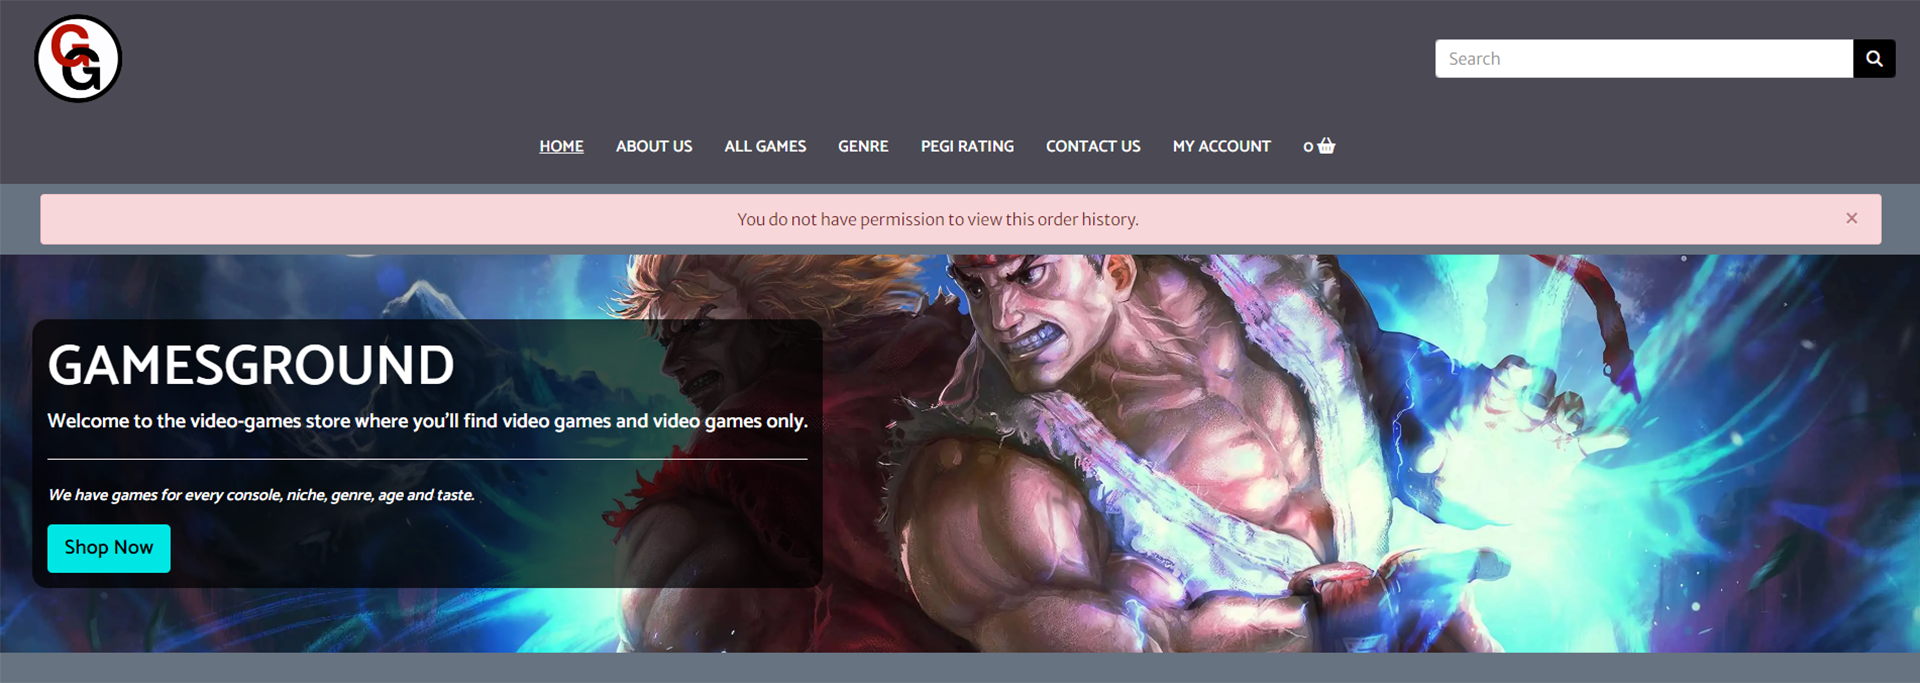 GG
Search
HOME ABOUT US ALL GAMES GENRE PEGI RATING CONTACT US MY ACCOUNT 0
You do not have permission to view this order history. ×
GAMESGROUND
Welcome to the video-games store where you'll find video games and video games only.
We have games for every console, niche, genre, age and taste.
Shop Now